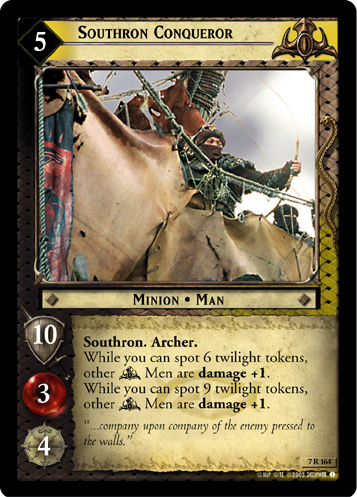 5
Southron Conqueror
Minion • Man
10
3
4
Southron. Archer.
While you can spot 6 twilight tokens,
other Men are damage +1.
While you can spot 9 twilight tokens,
other Men are damage +1.
“...company upon company of the enemy pressed to
the walls.”
7 R 164